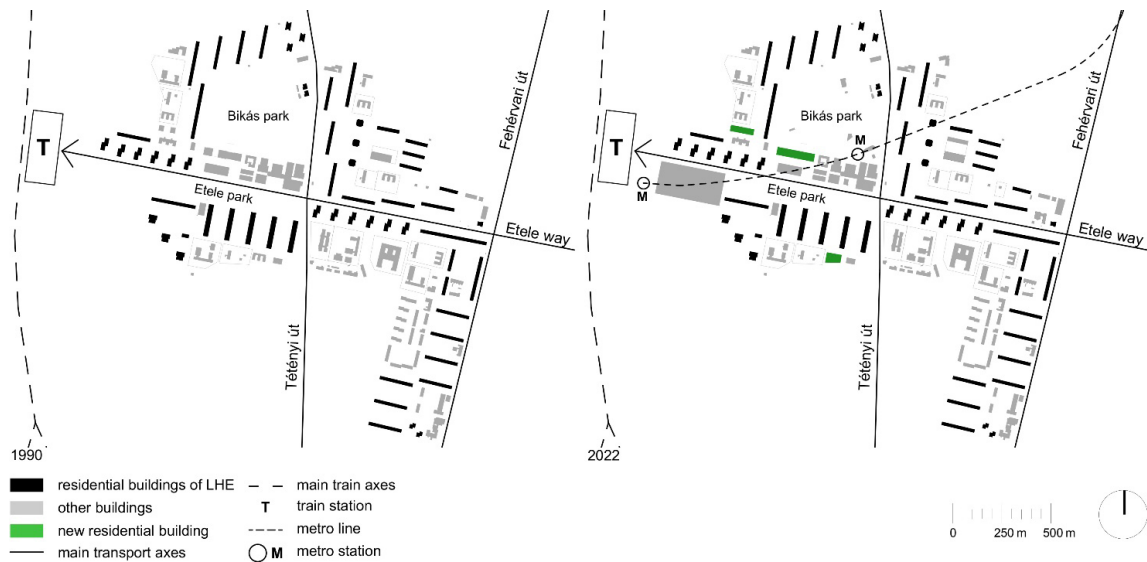 Bikás park
T
Etele park
Etele way
Tétényi út
Fehérvari út
1990
Bikás park
M
T
M
Etele park
Etele way
Tétényi út
Fehérvari út
2022
residential buildings of LHE
other buildings
new residential building
main transport axes
main train axes
T train station
metro line
M metro station
0 250 m 500 m